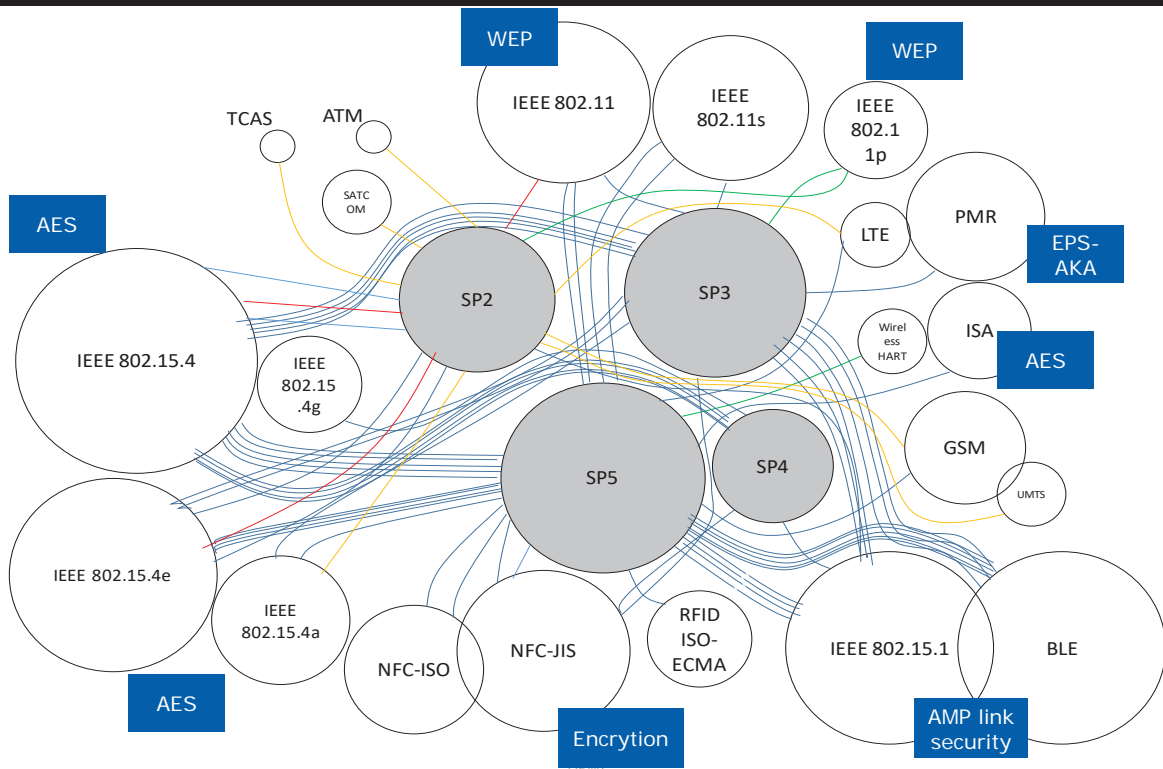 WEP
WEP
IEEE 802.11
IEEE
802.11s
IEEE
802.1
1p
TCAS
ATM
SATC
OM
AES
PMR
LTE
EPS-
AKA
SP2
SP3
IEEE 802.15.4
IEEE
802.15
.4g
Wirel
ess
HART
ISA
AES
GSM
SP4
SP5
UMTS
IEEE 802.15.4e
IEEE
802.15.4a
AES
NFC-ISO
NFC-JIS
RFID
ISO-
ECMA
IEEE 802.15.1
BLE
Encrytion
AMP link
security